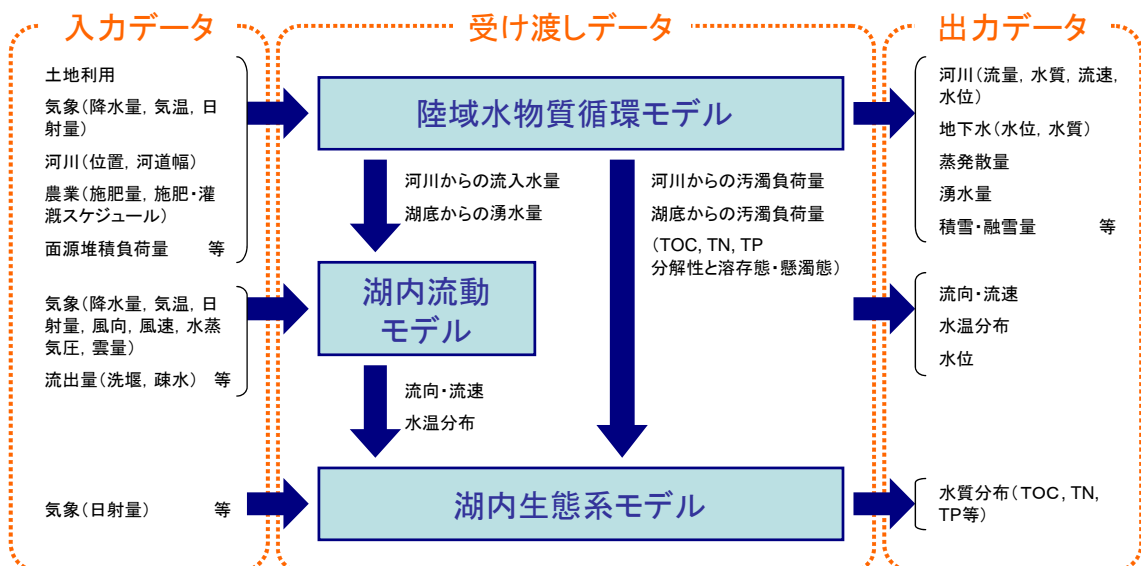 入力データ
受け渡しデータ
出力データ
土地利用
気象(降水量, 気温, 日
射量)
河川(位置, 河道幅)
農業(施肥量, 施肥・灌
漑スケジュール)
面源堆積負荷量 等
陸域水物質循環モデル
河川(流量, 水質, 流速,
水位)
地下水(水位, 水質)
蒸発散量
湧水量
積雪・融雪量 等
河川からの流入水量
湖底からの湧水量
河川からの汚濁負荷量
湖底からの汚濁負荷量
(TOC, TN, TP
分解性と溶存態・懸濁態)
気象(降水量, 気温, 日
射量, 風向, 風速, 水蒸
気圧, 雲量)
流出量(洗堰, 疎水) 等
湖内流動
モデル
流向・流速
水温分布
水位
流向・流速
水温分布
気象(日射量) 等
湖内生態系モデル
水質分布(TOC, TN,
TP等)